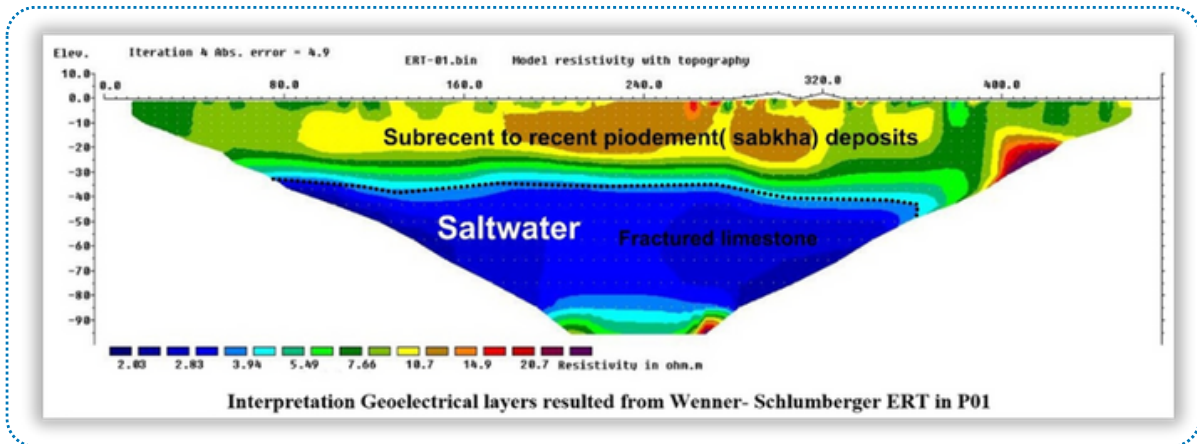 Elev. Iteration 4 Abs. error = 4.9
ERT-01.bin Model resistivity with topography
10.0 0.0 80.0 160.0 240.0 320.0 400.0
0.0
-10
-20
Subrecent to recent piodement( sabkha) deposits
-30
-40
-50
Saltwater
Fractured limestone
-60
-70
-80
-90
2.03 2.83 3.94 5.49 7.66 10.7 14.9 20.7 Resistivity in ohm.m
Interpretation Geoelectrical layers resulted from Wenner- Schlumberger ERT in P01